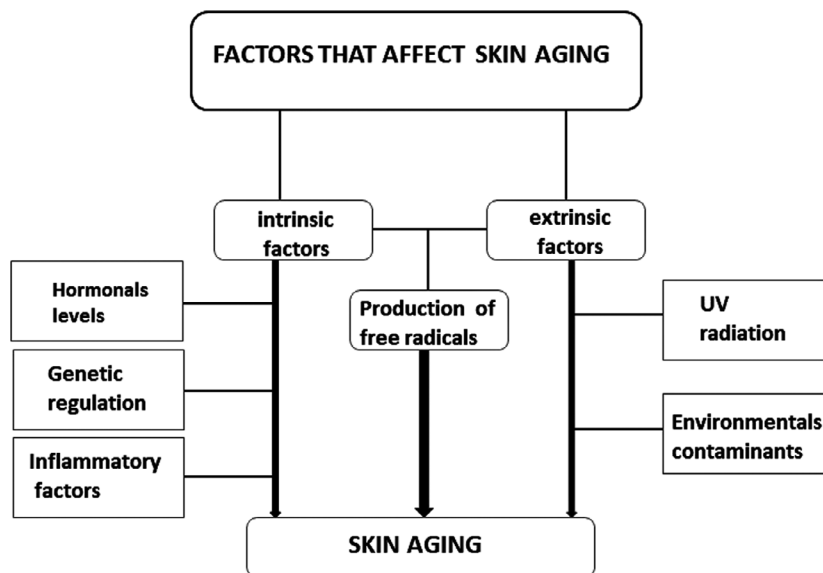 FACTORS THAT AFFECT SKIN AGING
intrinsic
factors
extrinsic
factors
Hormonals
levels
Production of
free radicals
UV
radiation
Genetic
regulation
Environmentals
contaminants
Inflammatory
factors
SKIN AGING